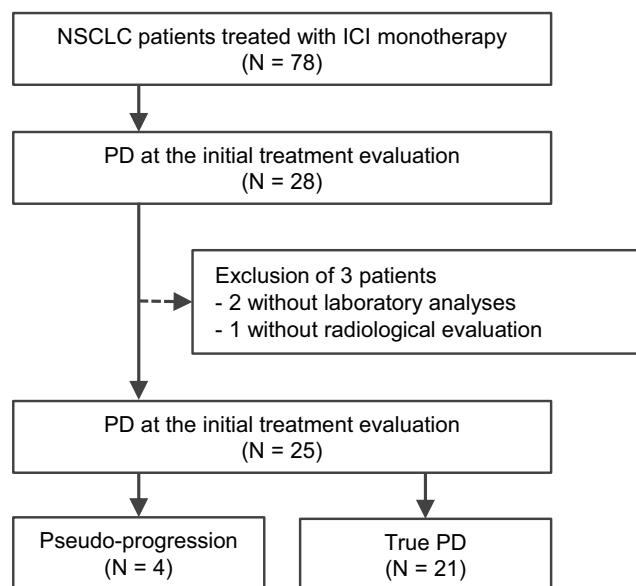 NSCLC patients treated with ICI monotherapy
(N = 78)
PD at the initial treatment evaluation
(N = 28)
Exclusion of 3 patients
- 2 without laboratory analyses
- 1 without radiological evaluation
PD at the initial treatment evaluation
(N = 25)
Pseudo-progression
(N = 4)
True PD
(N = 21)